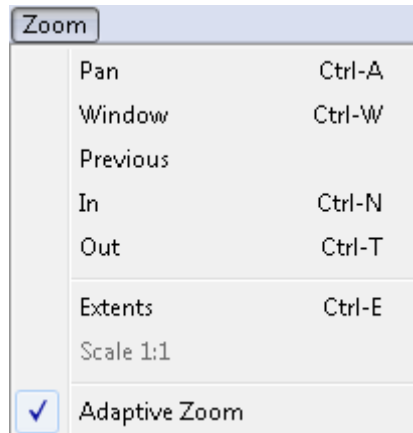 Zoom
Pan Ctrl-A
Window Ctrl-W
Previous
In Ctrl-N
Out Ctrl-T
Extents Ctrl-E
Scale 1:1
Adaptive Zoom